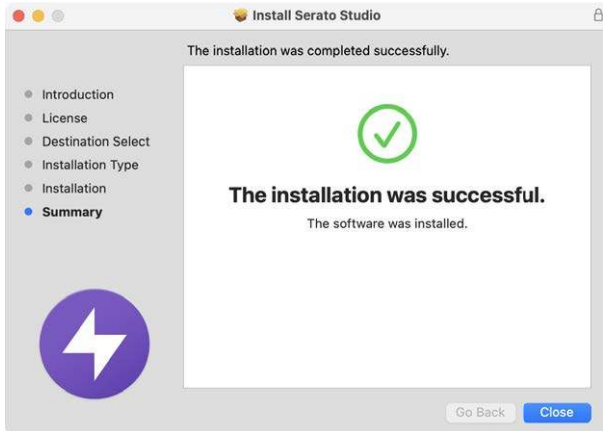 Install Serato Studio
The installation was completed successfully.
Introduction
License
Destination Select
Installation Type
Installation
Summary
The installation was successful.
The software was installed.
Go Back
Close